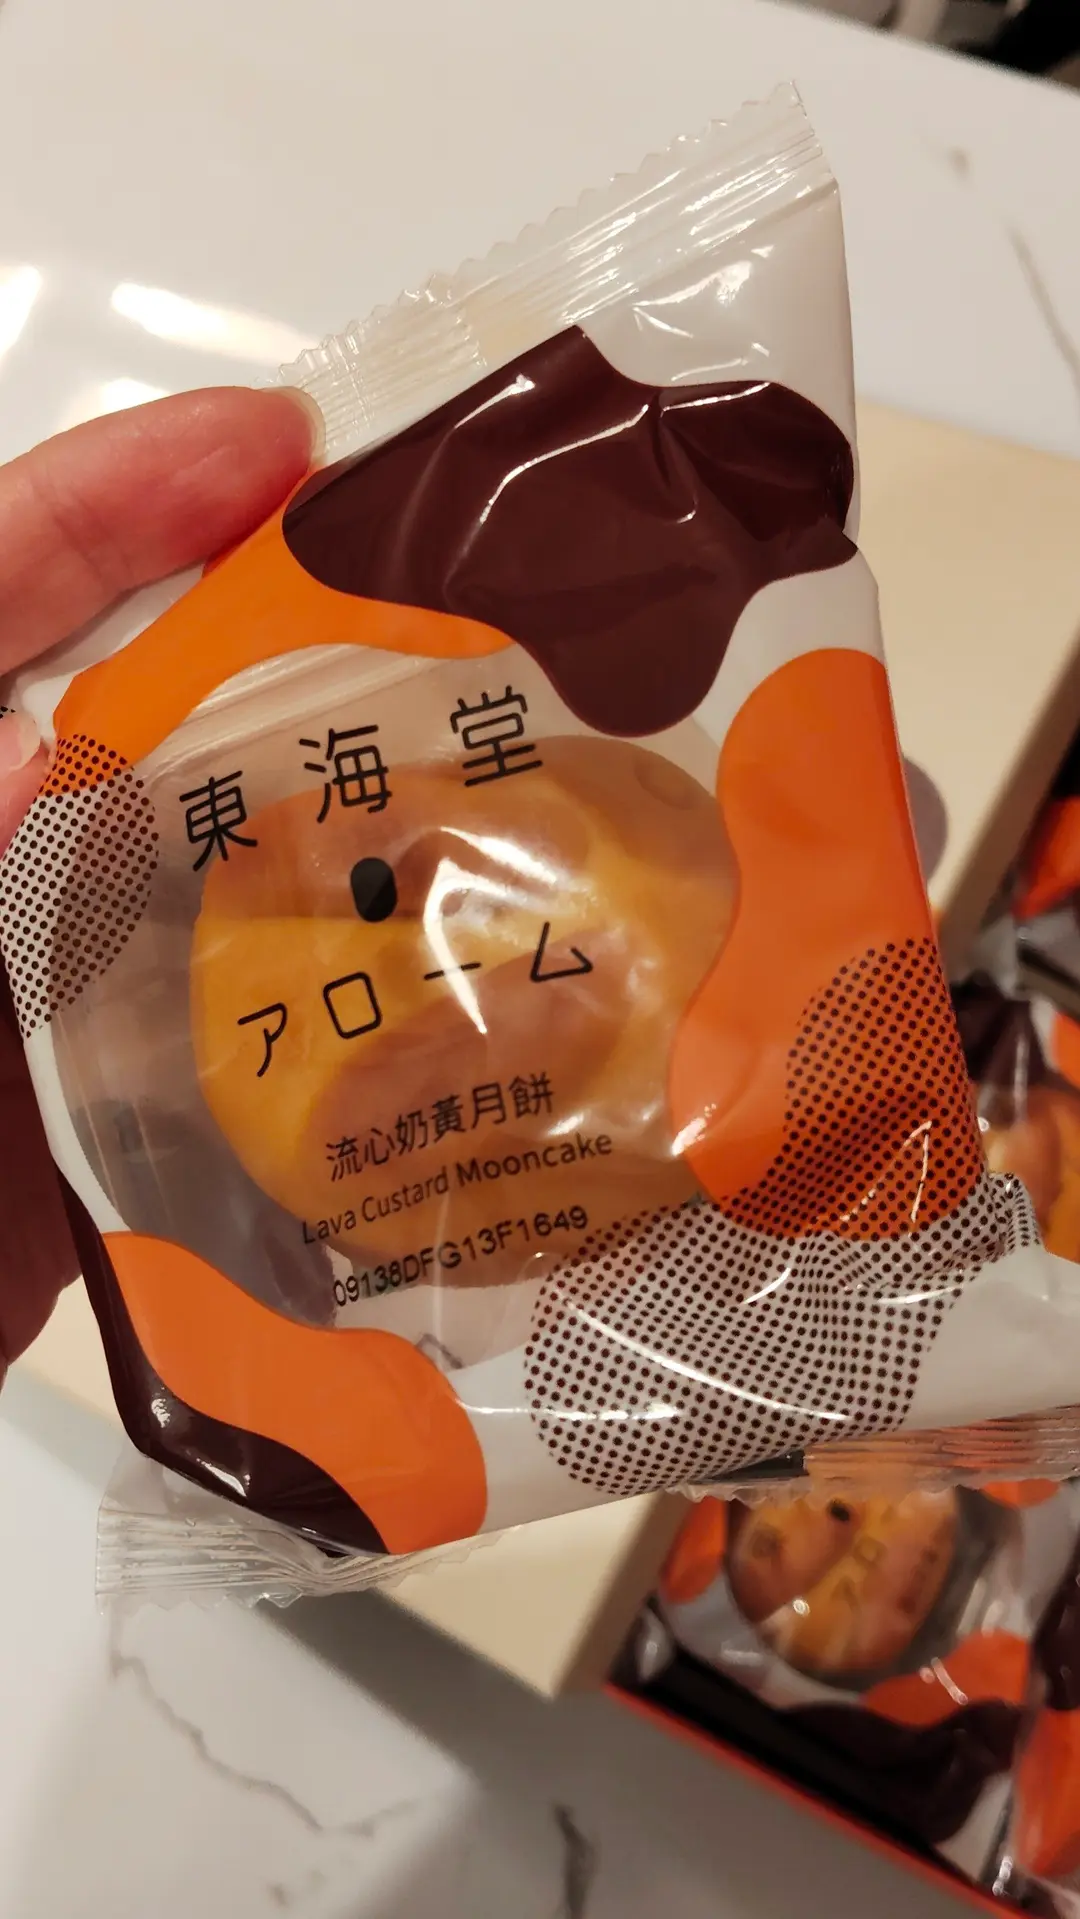 東海堂
アローム
流心奶黃月餅
Lava Custard Mooncake
09138DFG13F1649